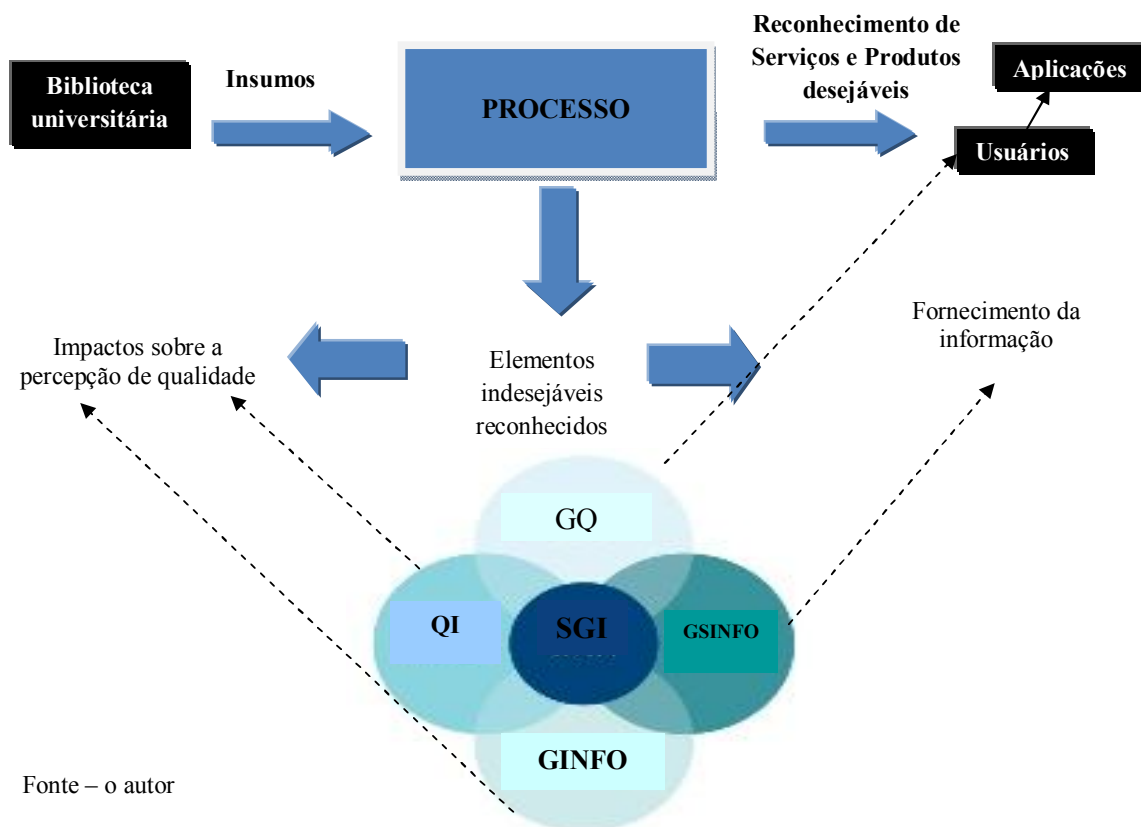 Biblioteca
universitária
Insumos
PROCESSO
Reconhecimento de
Serviços e Produtos
desejáveis
Aplicações
Usuários
Impactos sobre a
percepção de qualidade
Elementos
indesejáveis
reconhecidos
Fornecimento da
informação
GQ
QI
SGI
GSINFO
GINFO
Fonte – o autor